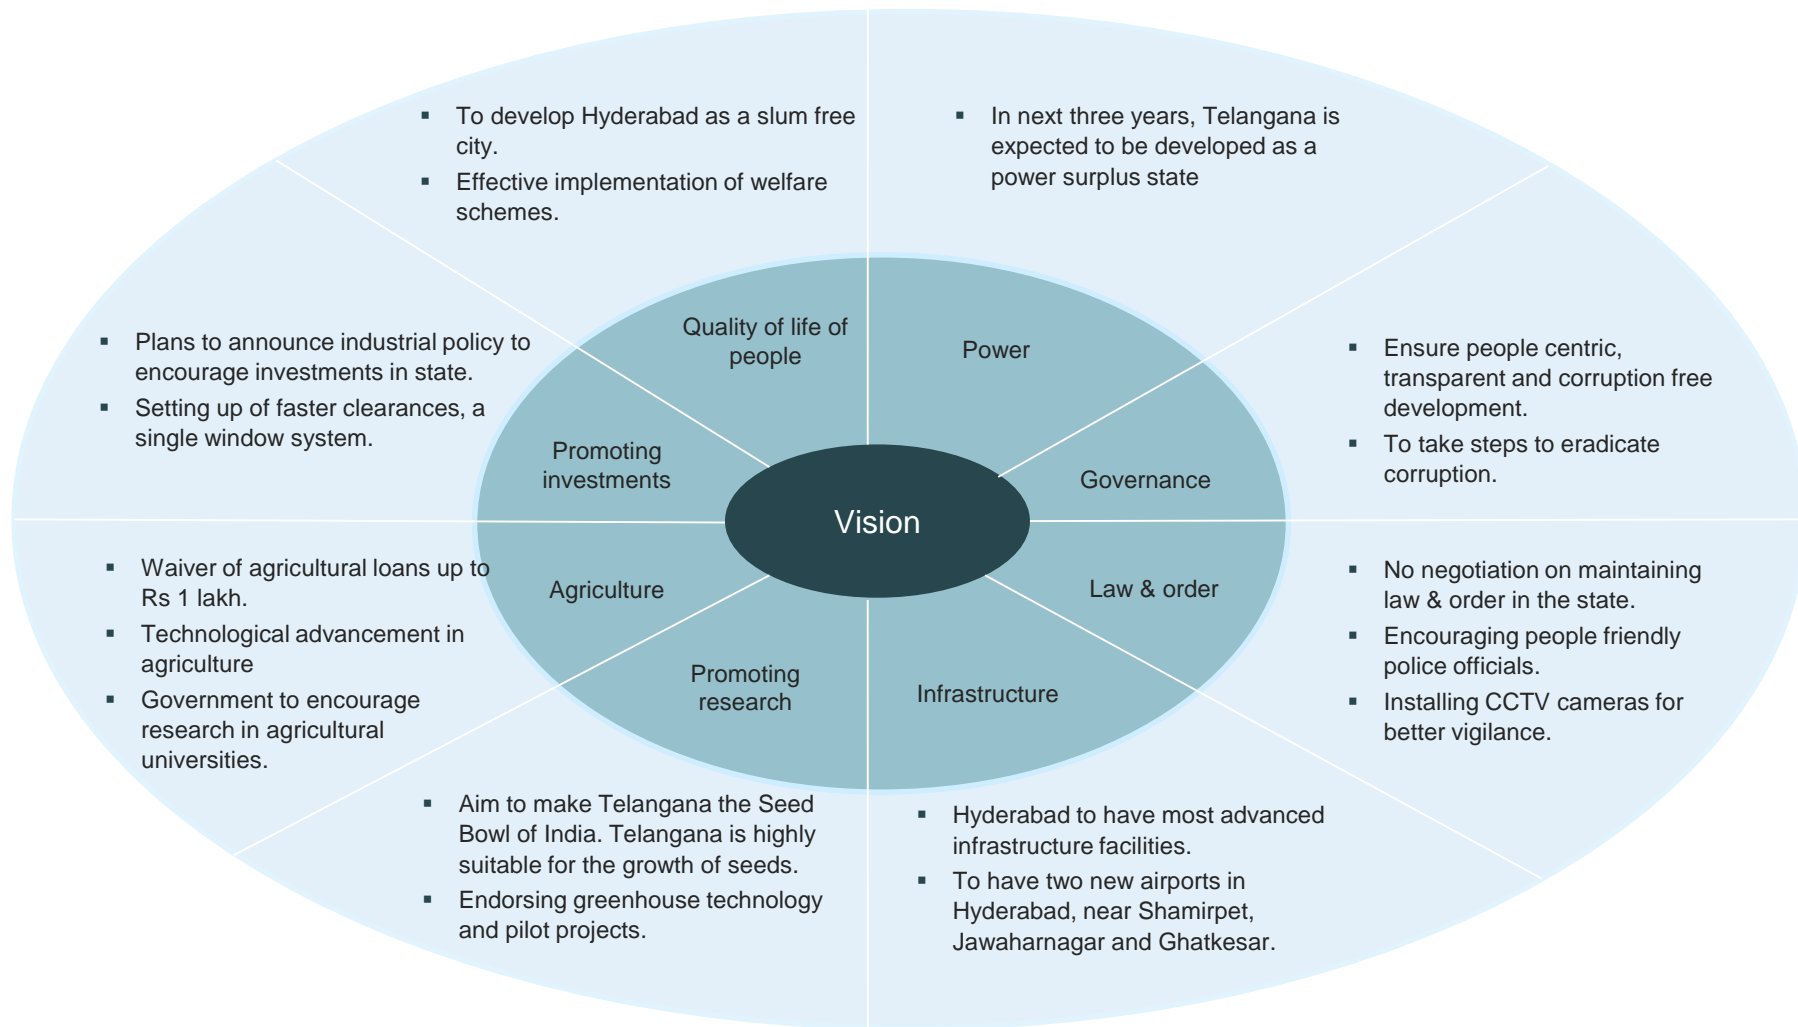 ▪ To develop Hyderabad as a slum free
city.
▪ Effective implementation of welfare
schemes.
▪ In next three years, Telangana is
expected to be developed as a
power surplus state
▪ Plans to announce industrial policy to
encourage investments in state.
▪ Setting up of faster clearances, a
single window system.
Quality of life of
people
Power
▪ Ensure people centric,
transparent and corruption free
development.
▪ To take steps to eradicate
corruption.
Promoting
investments
Governance
Vision
▪ Waiver of agricultural loans up to
Rs 1 lakh.
▪ Technological advancement in
agriculture
▪ Government to encourage
research in agricultural
universities.
Agriculture
Law & order
▪ No negotiation on maintaining
law & order in the state.
▪ Encouraging people friendly
police officials.
▪ Installing CCTV cameras for
better vigilance.
Promoting
research
Infrastructure
▪ Aim to make Telangana the Seed
Bowl of India. Telangana is highly
suitable for the growth of seeds.
▪ Endorsing greenhouse technology
and pilot projects.
▪ Hyderabad to have most advanced
infrastructure facilities.
▪ To have two new airports in
Hyderabad, near Shamirpet,
Jawaharnagar and Ghatkesar.